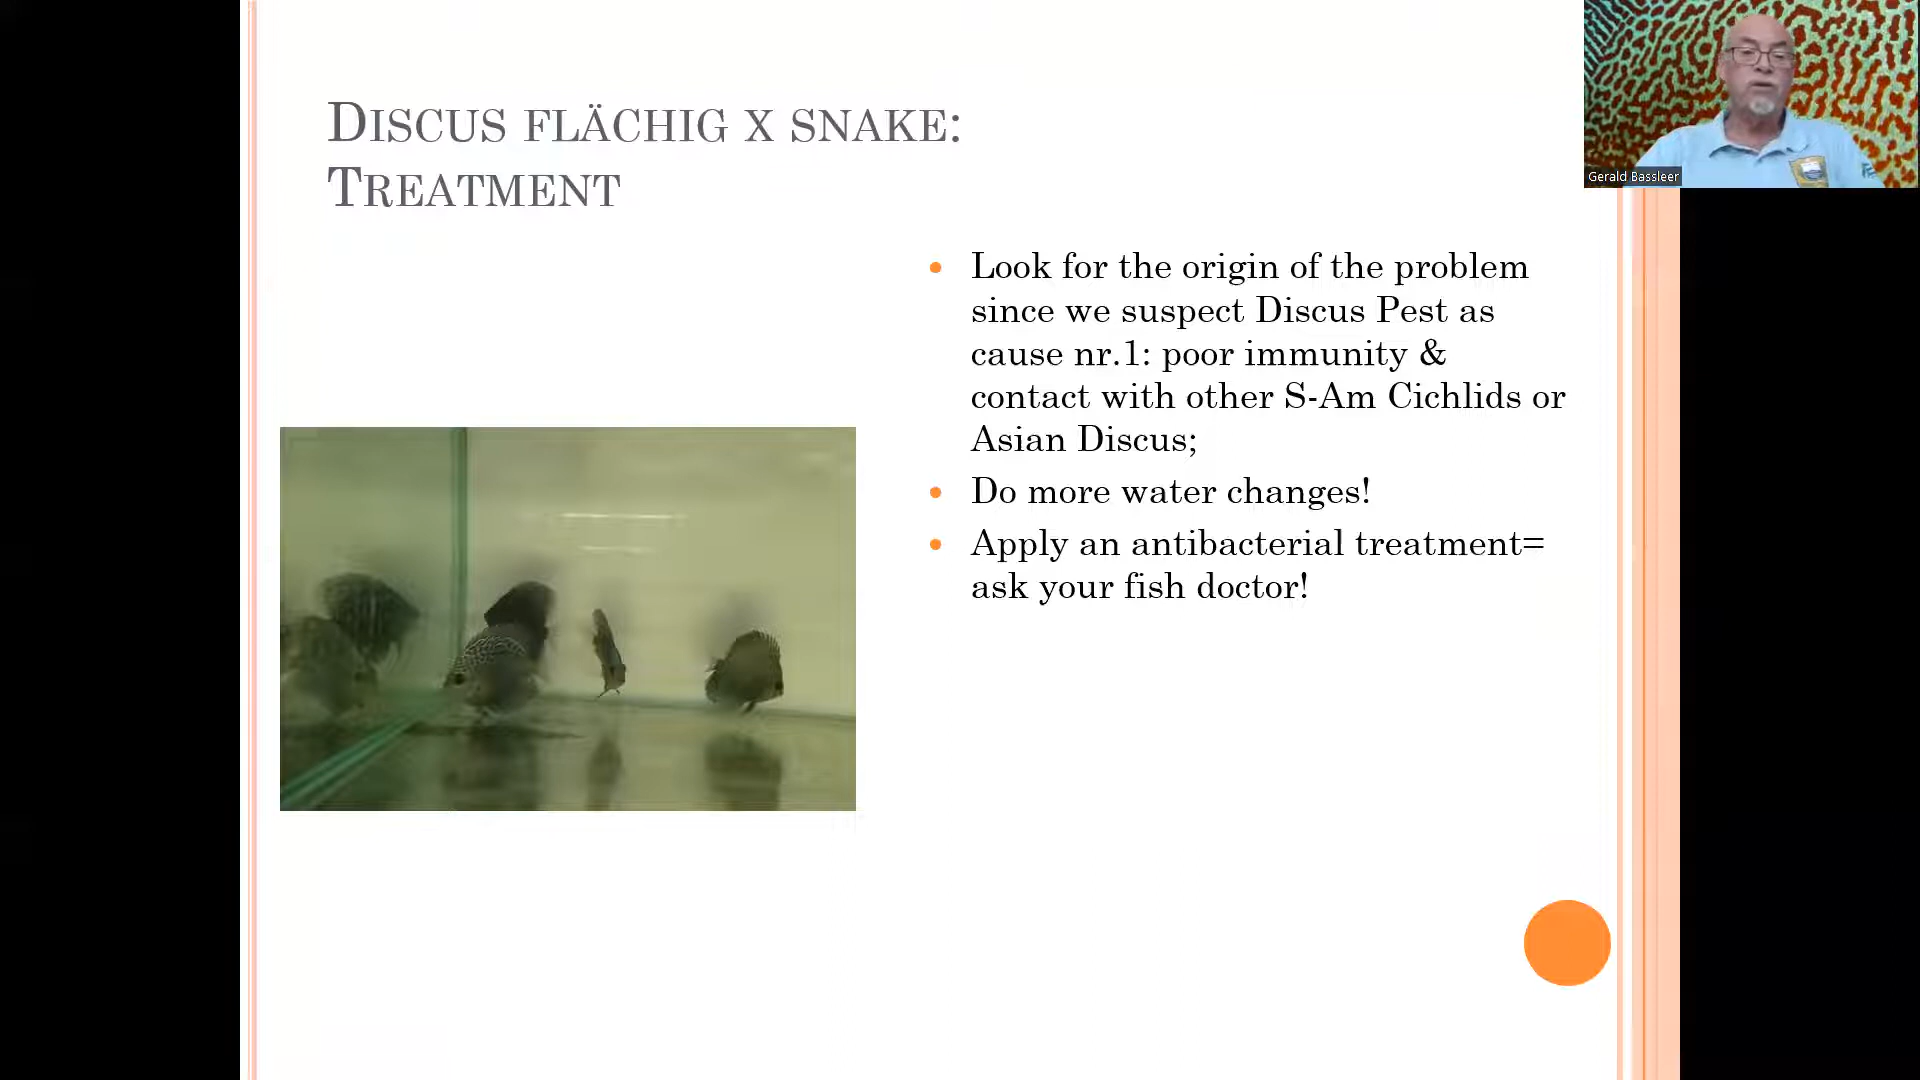 DISCUS FLÄCHIG X SNAKE:
TREATMENT
Look for the origin of the problem
since we suspect Discus Pest as
cause nr.1: poor immunity &
contact with other S-Am Cichlids or
Asian Discus;
Do more water changes!
Apply an antibacterial treatment=
ask your fish doctor!
Gerald Bassleer